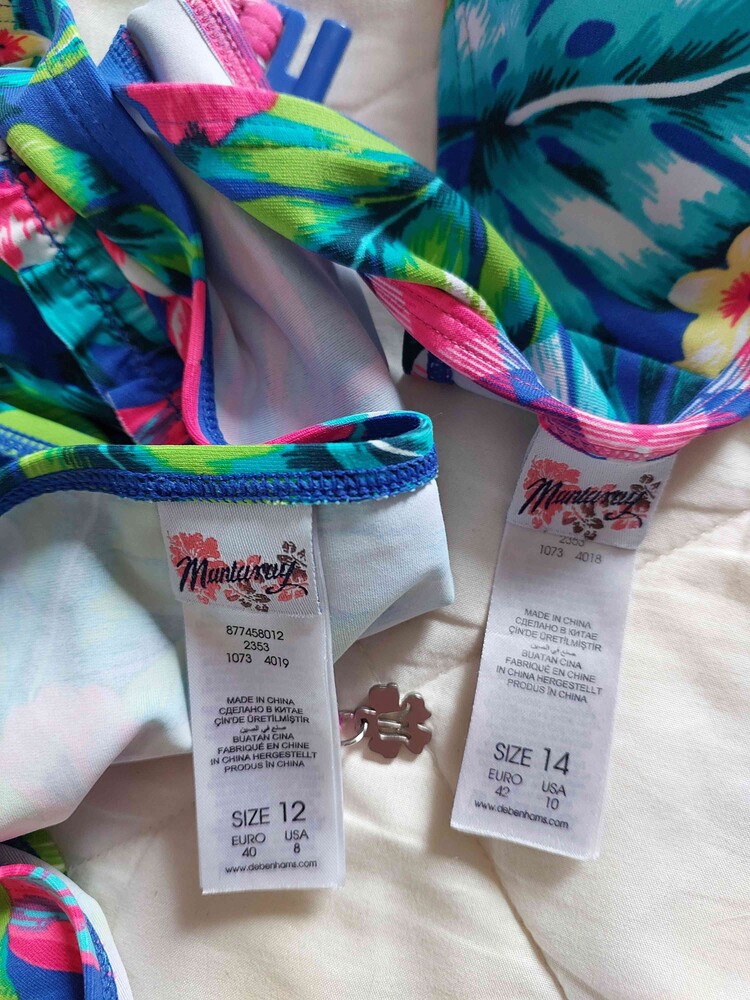 Mantaray
877458012
2353
1073 4019
MADE IN CHINA
СДЕЛАНО В КИТАЕ
ÇİN'DE ÜRETİLMİŞTİR
صنع في الصين
BUATAN CINA
FABRIQUÉ EN CHINE
IN CHINA HERGESTELLT
PRODUS ÎN CHINA
SIZE 12
EURO USA
40 8
www.debenhams.com
Mantaray
2353
1073 4018
MADE IN CHINA
СДЕЛАНО В КИТАЕ
ÇİN'DE ÜRETİLMİŞTİR
صنع في الصين
BUATAN CINA
FABRIQUÉ EN CHINE
IN CHINA HERGESTELLT
PRODUS ÎN CHINA
SIZE 14
EURO USA
42 10
www.debenhams.com